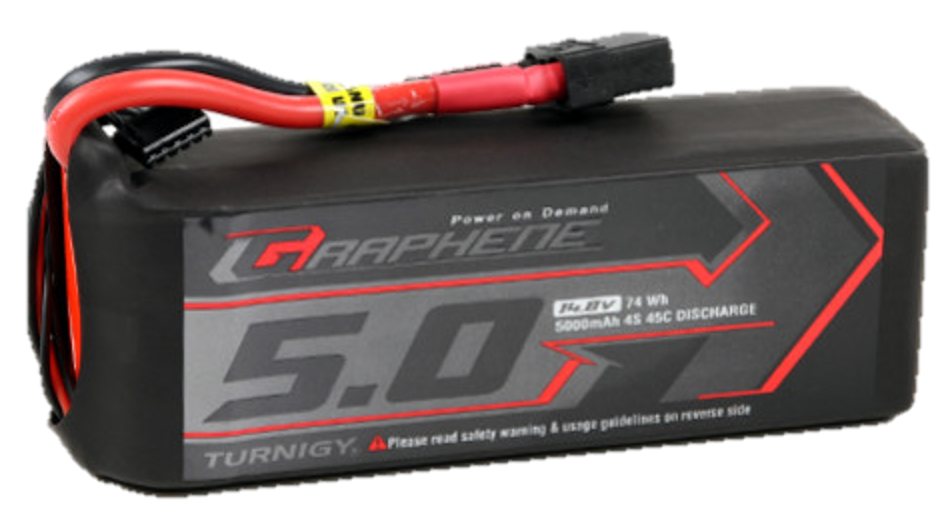 Power on Demand
GRAPHENE
5.0
14.8V 74 Wh
5000mAh 4S 45C DISCHARGE
TURNIGY
Please read safety warning & usage guidelines on reverse side